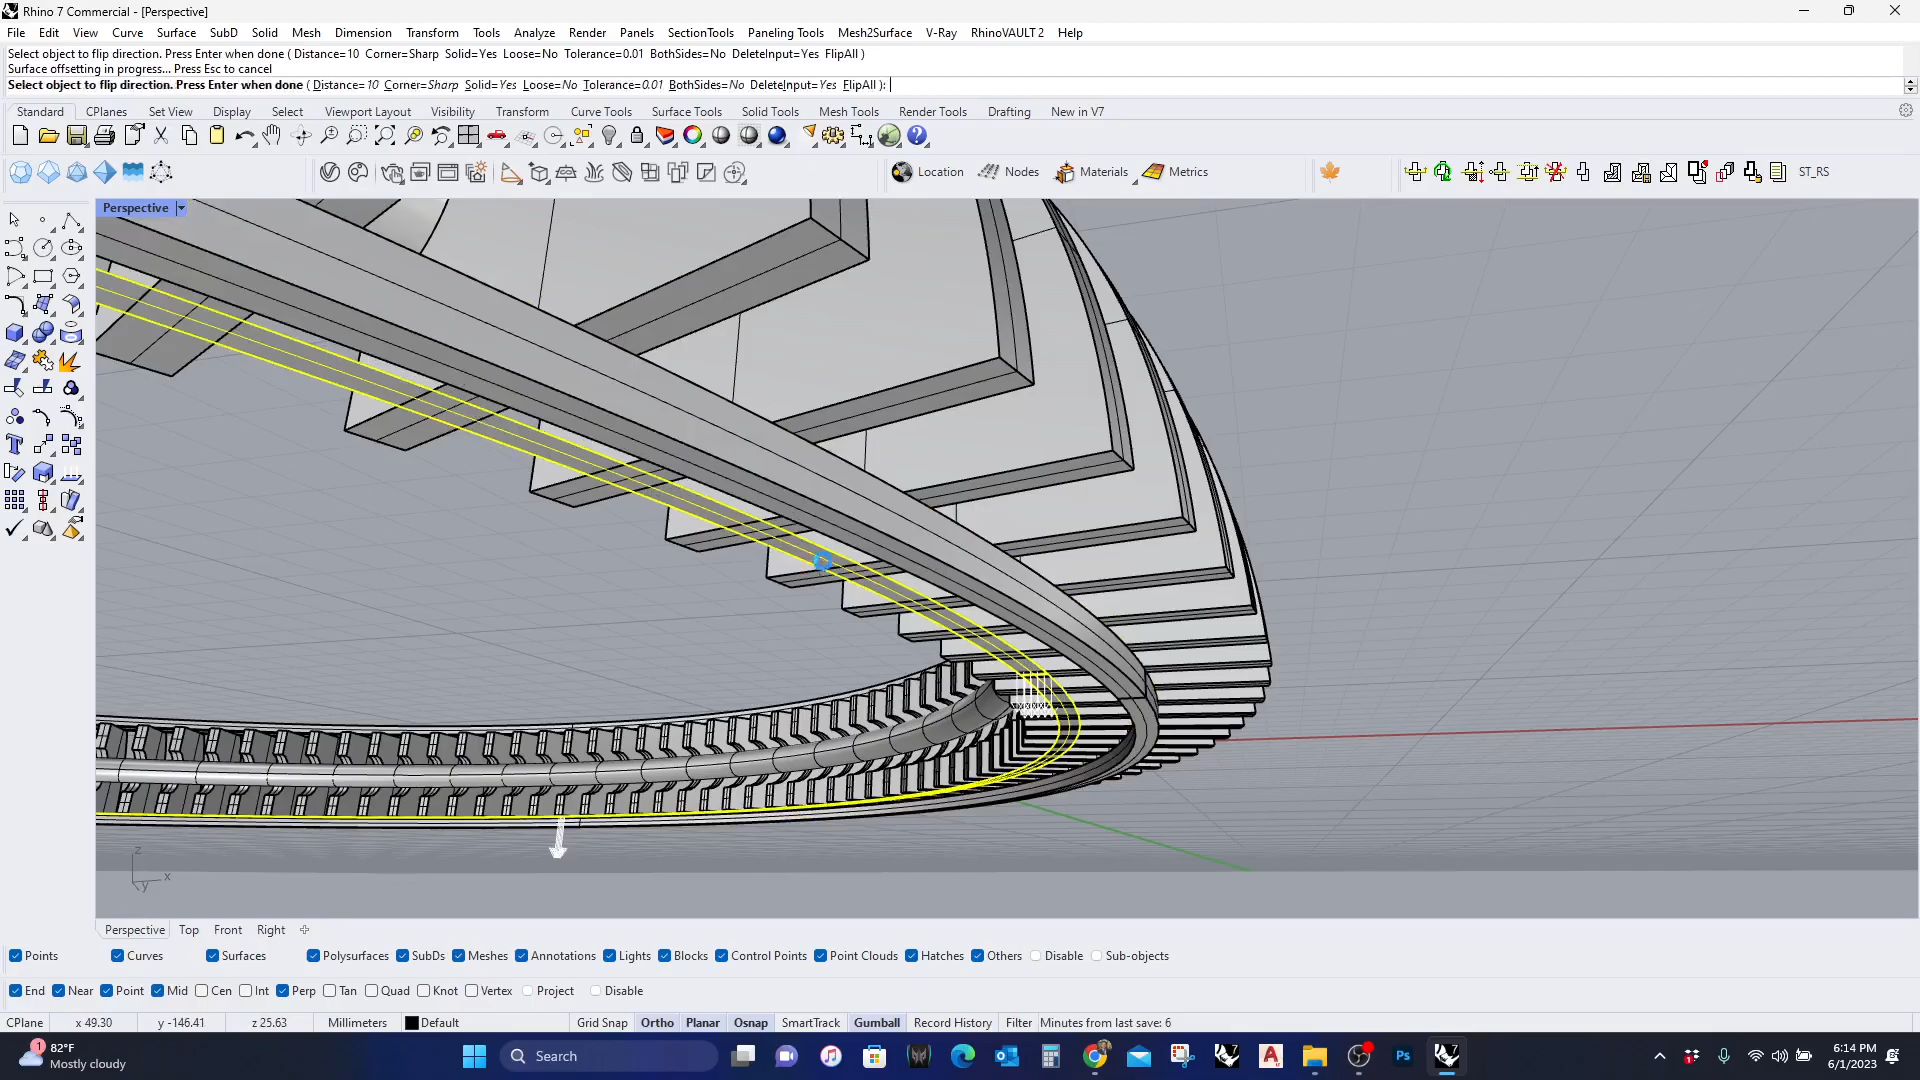 Rhino 7 Commercial - [Perspective]
File Edit View Curve Surface SubD Solid Mesh Dimension Transform Tools Analyze Render Panels SectionTools Paneling Tools Mesh2Surface V-Ray RhinoVAULT 2 Help
Select object to flip direction. Press Enter when done ( Distance=10 Corner=Sharp Solid=Yes Loose=No Tolerance=0.01 BothSides=No DeleteInput=Yes FlipAll )
Surface offsetting in progress... Press Esc to cancel
Select object to flip direction. Press Enter when done ( Distance=10 Corner=Sharp Solid=Yes Loose=No Tolerance=0.01 BothSides=No DeleteInput=Yes FlipAll ):
Standard CPlanes Set View Display Select Viewport Layout Visibility Transform Curve Tools Surface Tools Solid Tools Mesh Tools Render Tools Drafting New in V7
Location Nodes Materials Metrics ST_RS
Perspective
z
x
y
Perspective Top Front Right
Points Curves Surfaces Polysurfaces SubDs Meshes Annotations Lights Blocks Control Points Point Clouds Hatches Others Disable Sub-objects
End Near Point Mid Cen Int Perp Tan Quad Knot Vertex Project Disable
CPlane x 49.30 y -146.41 z 25.63 Millimeters Default Grid Snap Ortho Planar Osnap SmartTrack Gumball Record History Filter Minutes from last save: 6
1 82°F
Mostly cloudy
Search
Ps
6:14 PM
6/1/2023